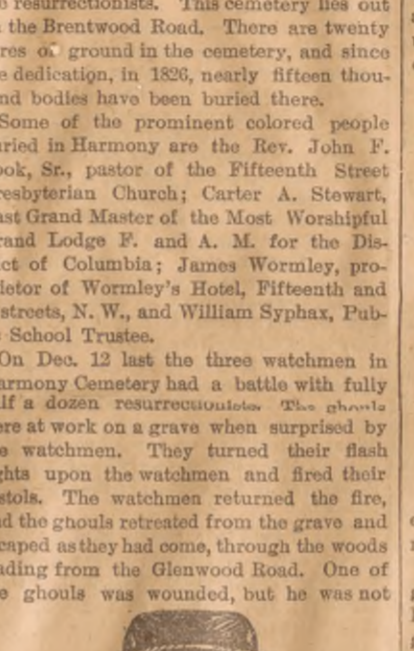 resurrectionists. This cemetery lies out
the Brentwood Road. There are twenty
res of ground in the cemetery, and since
e dedication, in 1826, nearly fifteen thou-
nd bodies have been buried there.
Some of the prominent colored people
uried in Harmony are the Rev. John F.
ook, Sr., pastor of the Fifteenth Street
resbyterian Church; Carter A. Stewart,
ast Grand Master of the Most Worshipful
rand Lodge F. and A. M. for the Dis-
ct of Columbia; James Wormley, pro-
ietor of Wormley's Hotel, Fifteenth and
streets, N. W., and William Syphax, Pub-
School Trustee.
On Dec. 12 last the three watchmen in
armony Cemetery had a battle with fully
lf a dozen resurrectionists. The ghouls
ere at work on a grave when surprised by
e watchmen. They turned their flash
ghts upon the watchmen and fired their
stols. The watchmen returned the fire,
d the ghouls retreated from the grave and
caped as they had come, through the woods
ading from the Glenwood Road. One of
e ghouls was wounded, but he was not